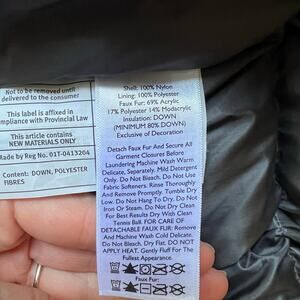 Not to be removed until
delivered to the consumer
This label is affixed in
compliance with Provincial Law
This article contains
NEW MATERIALS ONLY
Made by Reg No. 01T-0413204
Content: DOWN, POLYESTER
FIBRES
Shell: 100% Nylon
Lining: 100% Polyester
Faux Fur: 69% Acrylic
17% Polyester 14% Modacrylic
Insulation: DOWN
(MINIMUM 80% DOWN)
Exclusive of Decoration
Detach Faux Fur And Secure All
Garment Closures Before
Laundering Machine Wash Warm
Delicate, Separately. Mild Detergent
Only. Do Not Bleach. Do Not Use
Fabric Softeners. Rinse Thoroughly
And Remove Promptly. Tumble Dry
Low. Do Not Hang To Dry. Do Not
Iron Or Steam. Do Not Dry Clean
For Best Results Dry With Clean
Tennis Ball. FOR CARE OF
DETACHABLE FAUX FUR: Remove
And Machine Wash Cold Delicate.
Do Not Bleach. Dry Flat. DO NOT
APPLY HEAT. Gently Fluff For The
Fullest Appearance.
Faux Fur: